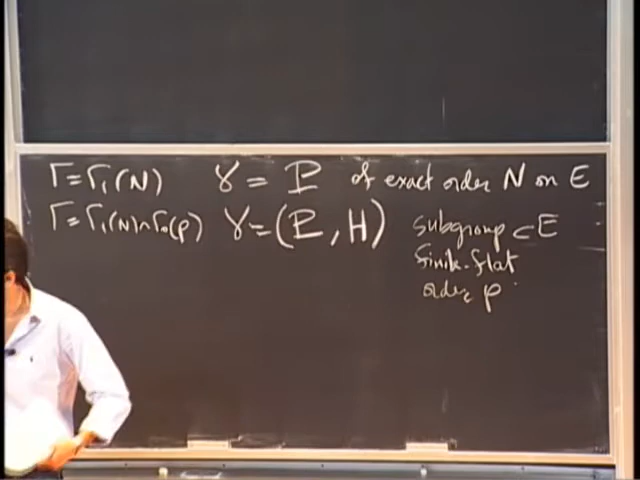 Γ = Γ₁(N) γ = P of exact order N on E
Γ = Γ₁(N) ∩ Γ₀(p) γ = (P, H) subgroup ⊂ E
finite-flat
order p